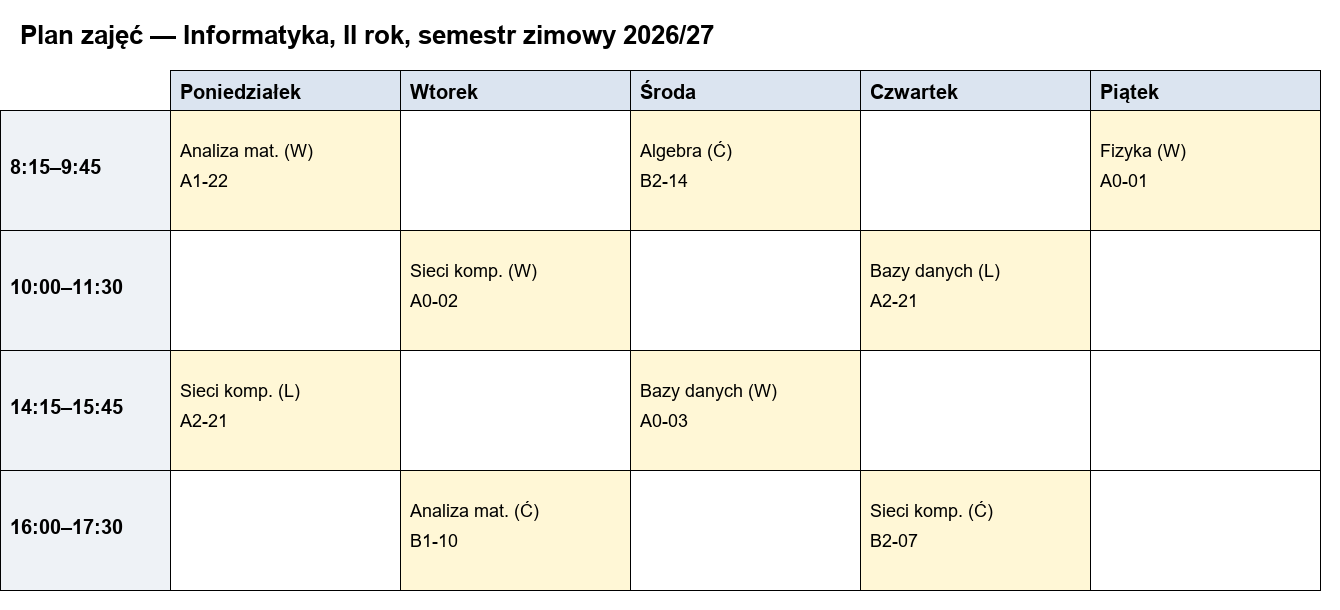 Plan zajęć — Informatyka, II rok, semestr zimowy 2026/27
Poniedziałek Wtorek Środa Czwartek Piątek
8:15–9:45
Analiza mat. (W)
A1-22
Algebra (Ć)
B2-14
Fizyka (W)
A0-01
10:00–11:30
Sieci komp. (W)
A0-02
Bazy danych (L)
A2-21
14:15–15:45
Sieci komp. (L)
A2-21
Bazy danych (W)
A0-03
16:00–17:30
Analiza mat. (Ć)
B1-10
Sieci komp. (Ć)
B2-07